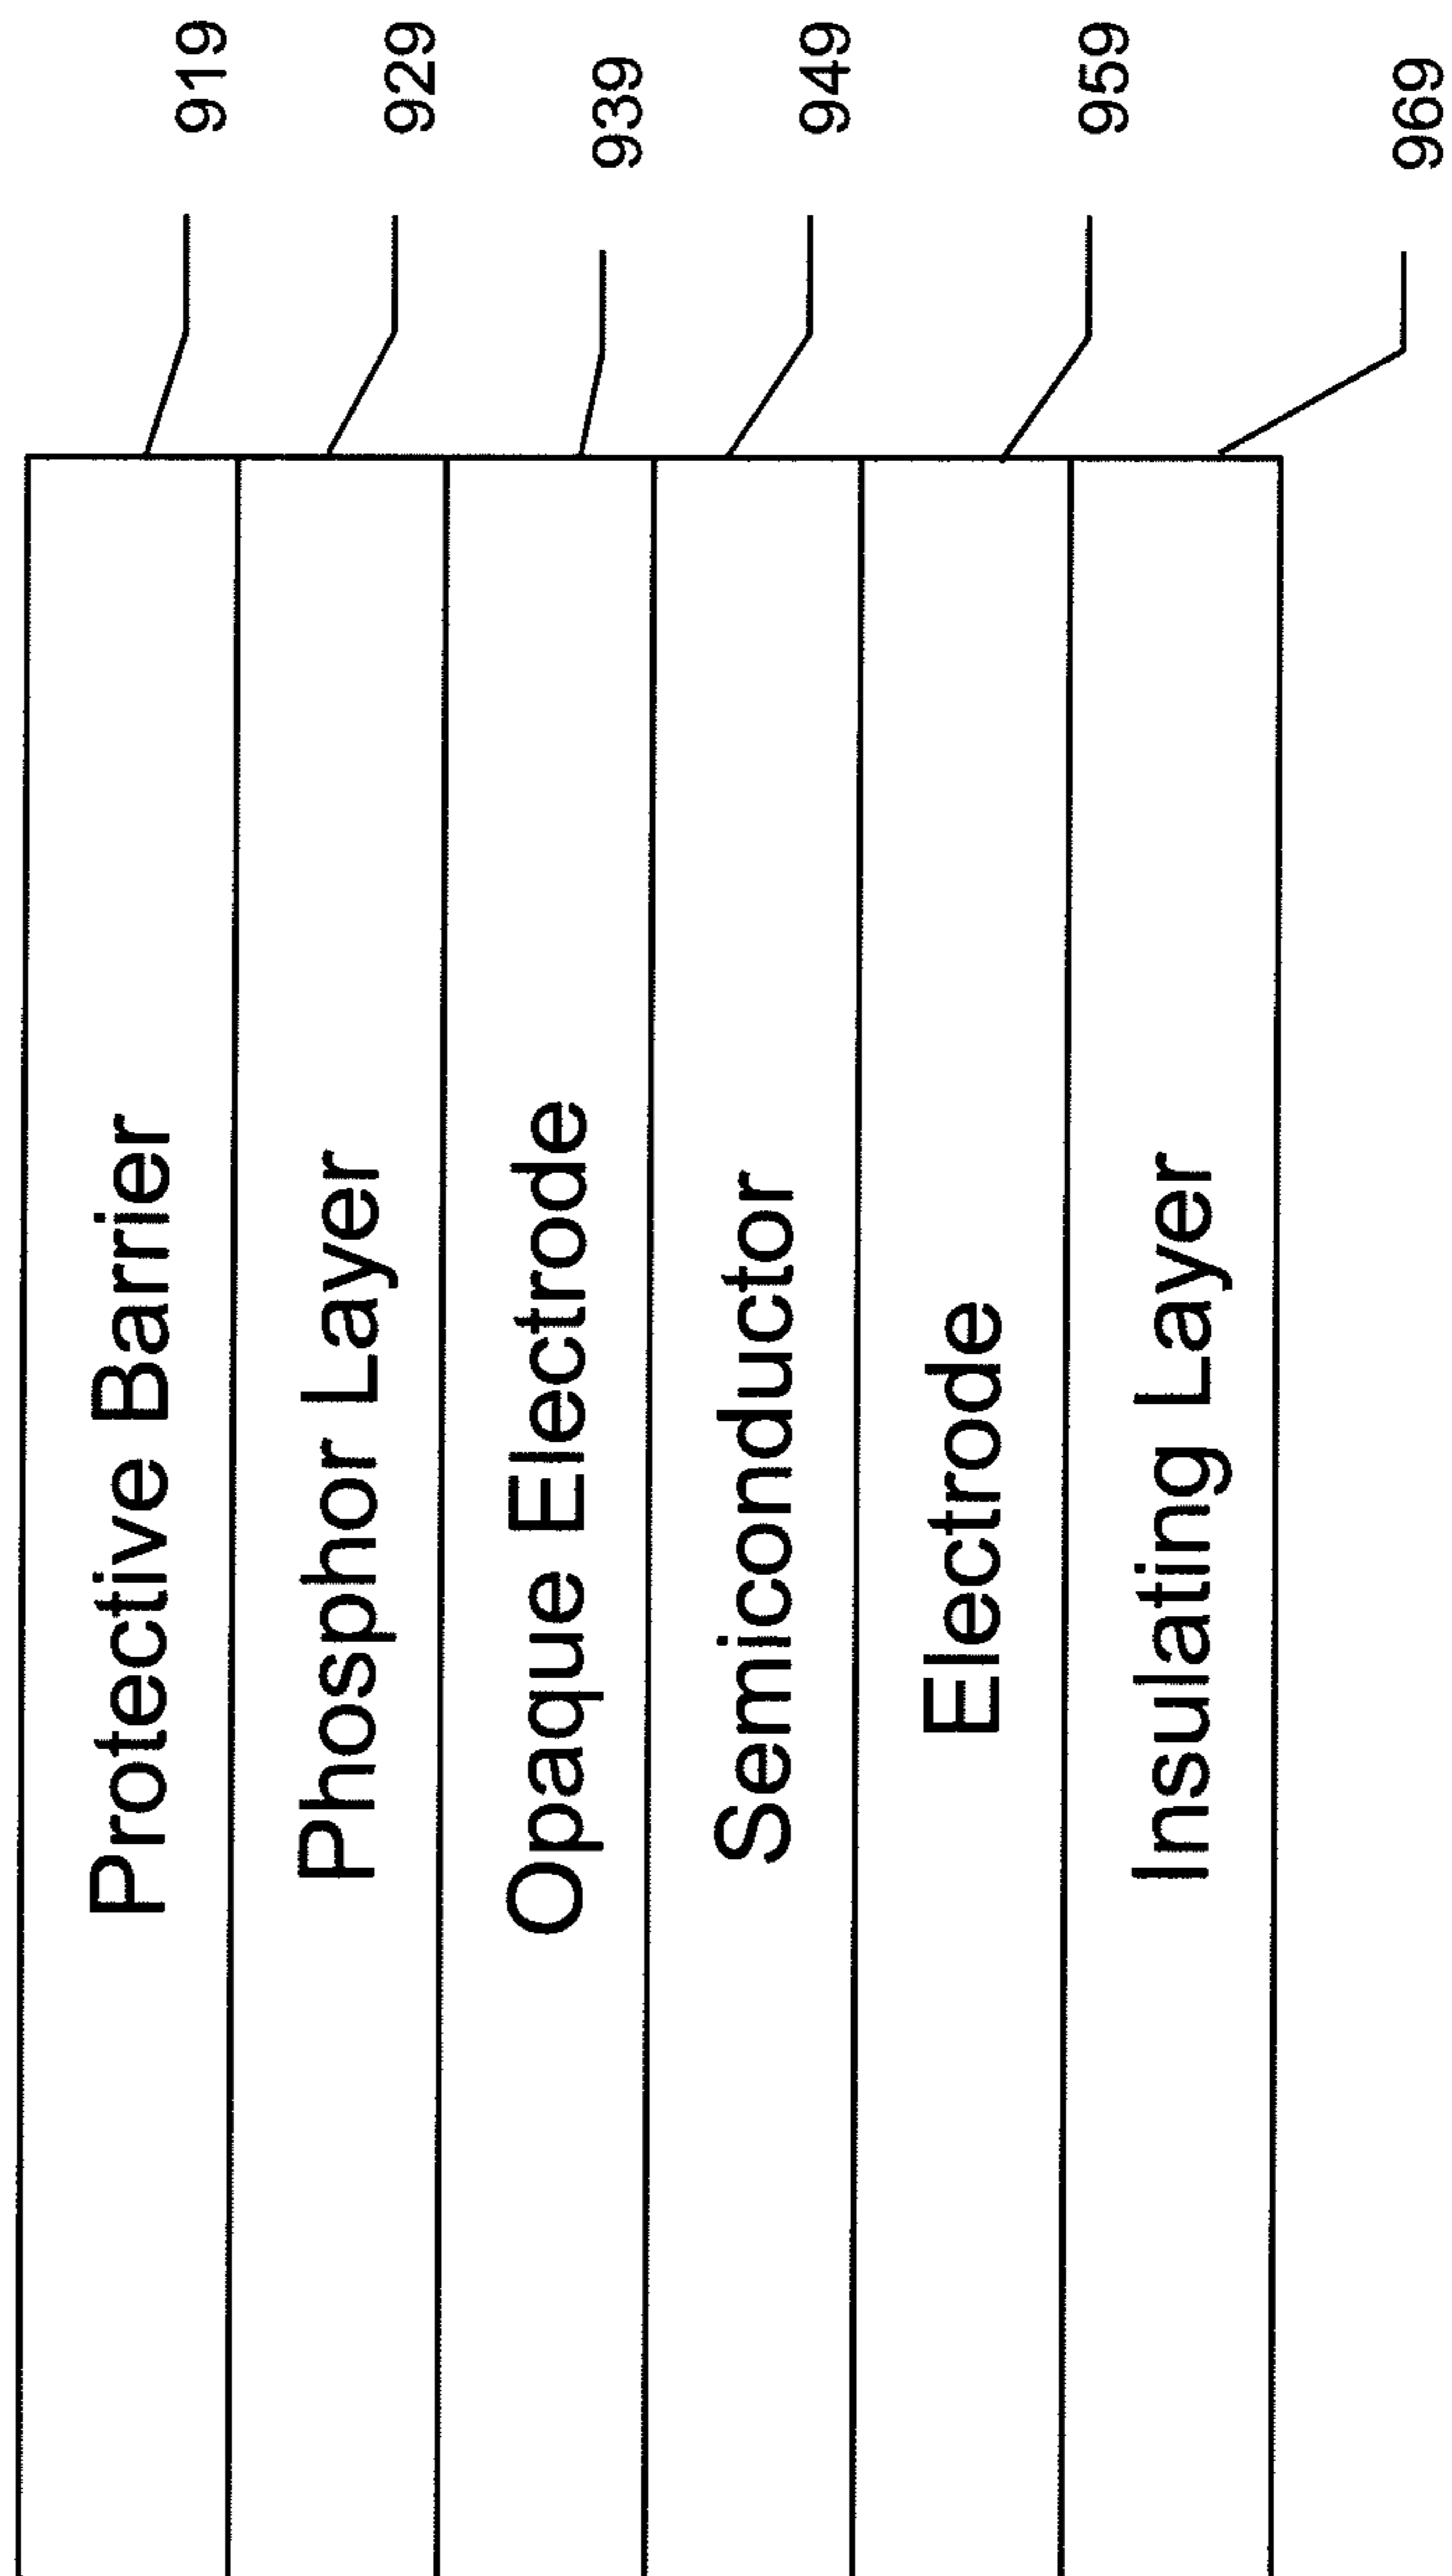 Protective Barrier 919
Phosphor Layer 929
Opaque Electrode 939
Semiconductor 949
Electrode 959
Insulating Layer 969